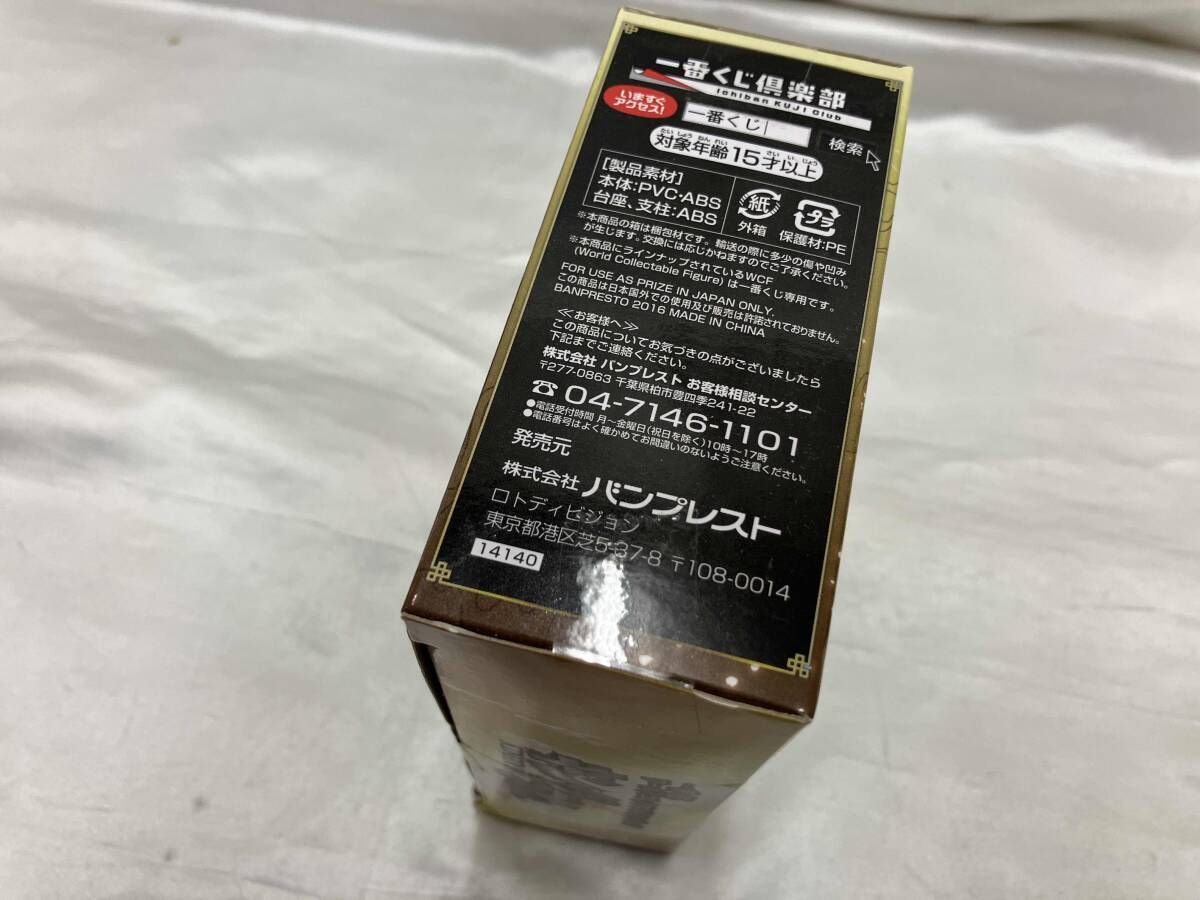 一番くじ倶楽部
Ichiban KUJI Club
いますぐ
アクセス!
一番くじ
検索
たいしょうねんれい さいいじょう
対象年齢15才以上
[製品素材]
本体:PVC・ABS
台座、支柱:ABS
紙
外箱
プラ
保護材:PE
※本商品の箱は梱包材です。輸送の際に多少の傷や凹み
が生じます。交換には応じかねますのでご了承ください。
※本商品にラインナップされているWCF
(World Collectable Figure) は一番くじ専用です。
FOR USE AS PRIZE IN JAPAN ONLY.
この商品は日本国外での使用及び販売は許諾されておりません。
BANPRESTO 2016 MADE IN CHINA
≪お客様へ≫
この商品についてお気づきの点がございましたら
下記までご連絡ください。
株式会社 バンプレスト お客様相談センター
〒277-0863 千葉県柏市豊四季241-22
☎ 04-7146-1101
●電話受付時間 月~金曜日(祝日を除く)10時~17時
●電話番号はよく確かめてお間違いのないようご注意ください。
発売元
株式会社 バンプレスト
ロトディビジョン
東京都港区芝5-37-8 〒108-0014
14140